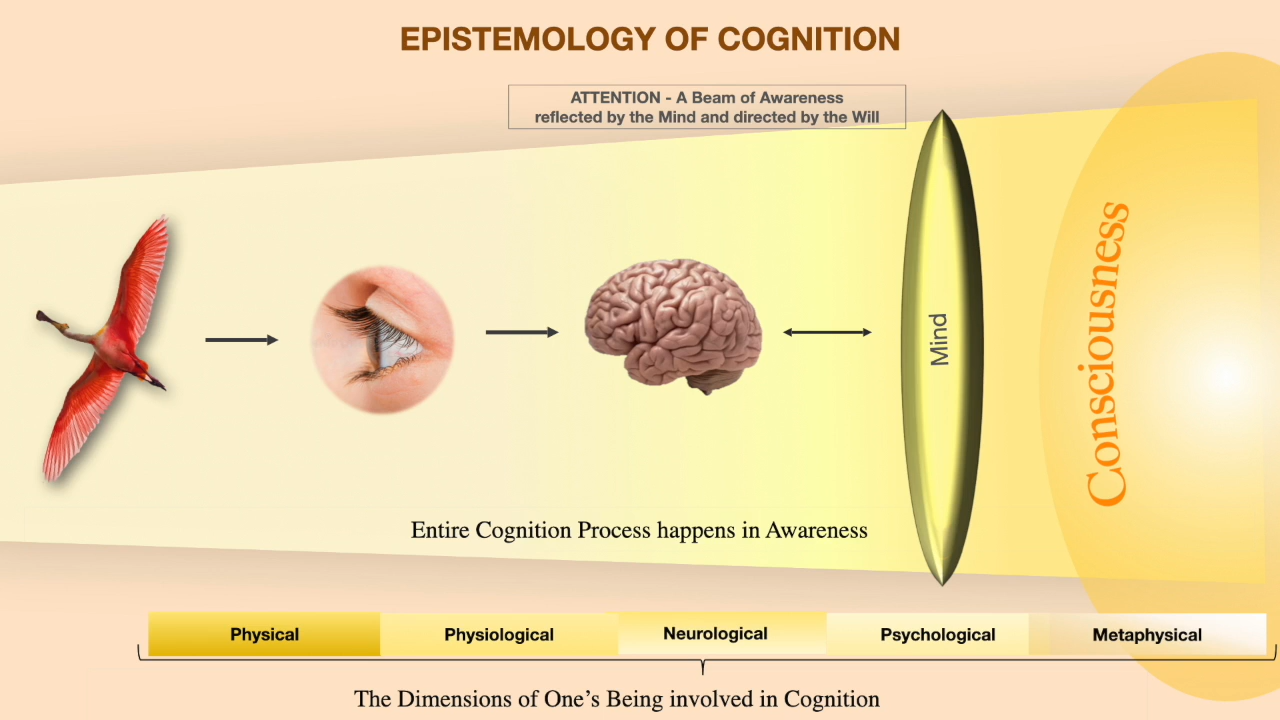 EPISTEMOLOGY OF COGNITION
ATTENTION - A Beam of Awareness
reflected by the Mind and directed by the Will
Mind
Consciousness
Entire Cognition Process happens in Awareness
Physical
Physiological
Neurological
Psychological
Metaphysical
The Dimensions of One’s Being involved in Cognition